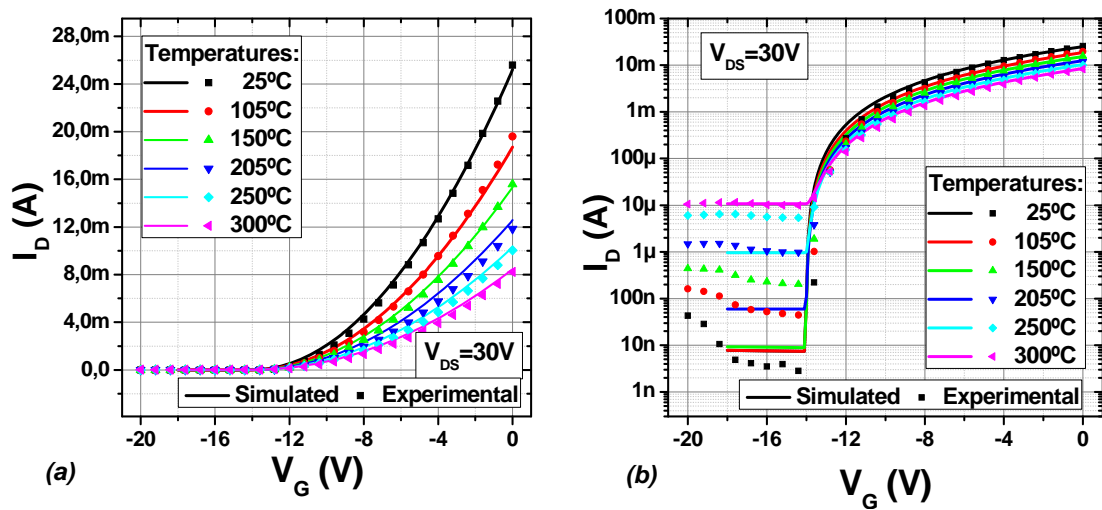 28,0m
24,0m
20,0m
16,0m
12,0m
8,0m
4,0m
0,0
I_D (A)
Temperatures:
25ºC
105ºC
150ºC
205ºC
250ºC
300ºC
V_DS=30V
Simulated Experimental
-20 -16 -12 -8 -4 0
(a) V_G (V)
100m
10m
1m
100µ
10µ
1µ
100n
10n
1n
I_D (A)
V_DS=30V
Temperatures:
25ºC
105ºC
150ºC
205ºC
250ºC
300ºC
Simulated Experimental
-20 -16 -12 -8 -4 0
(b) V_G (V)